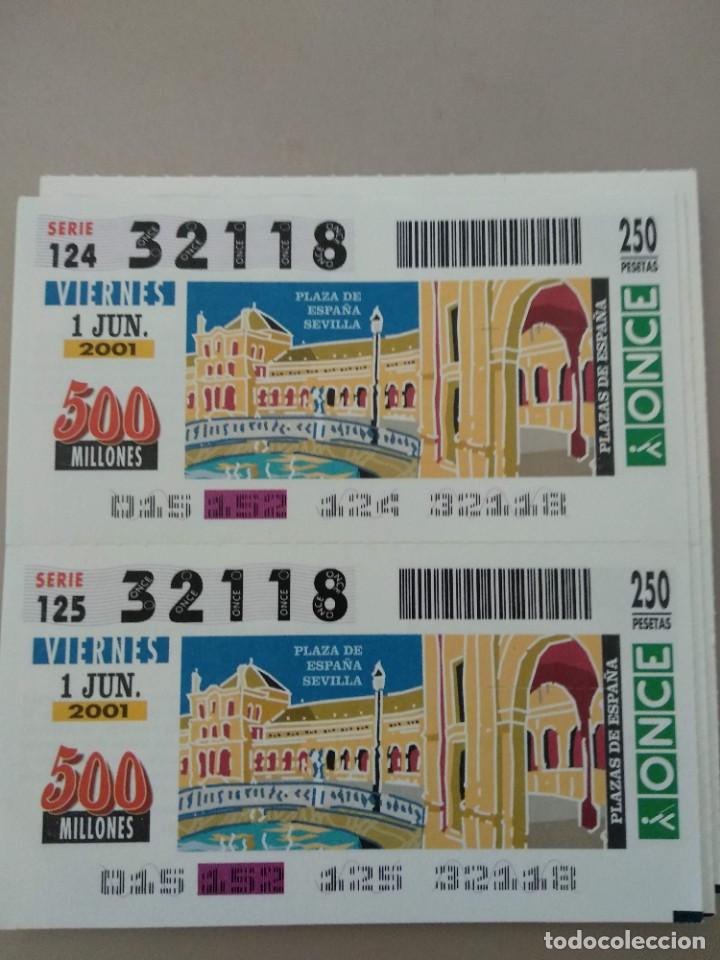 SERIE
124
32118
250
PESETAS
VIERNES
1 JUN.
2001
500
MILLONES
PLAZA DE
ESPAÑA
SEVILLA
PLAZAS DE ESPAÑA
ONCE
015 152 124 32118
SERIE
125
32118
250
PESETAS
VIERNES
1 JUN.
2001
500
MILLONES
PLAZA DE
ESPAÑA
SEVILLA
PLAZAS DE ESPAÑA
ONCE
015 152 125 32118
todocoleccion